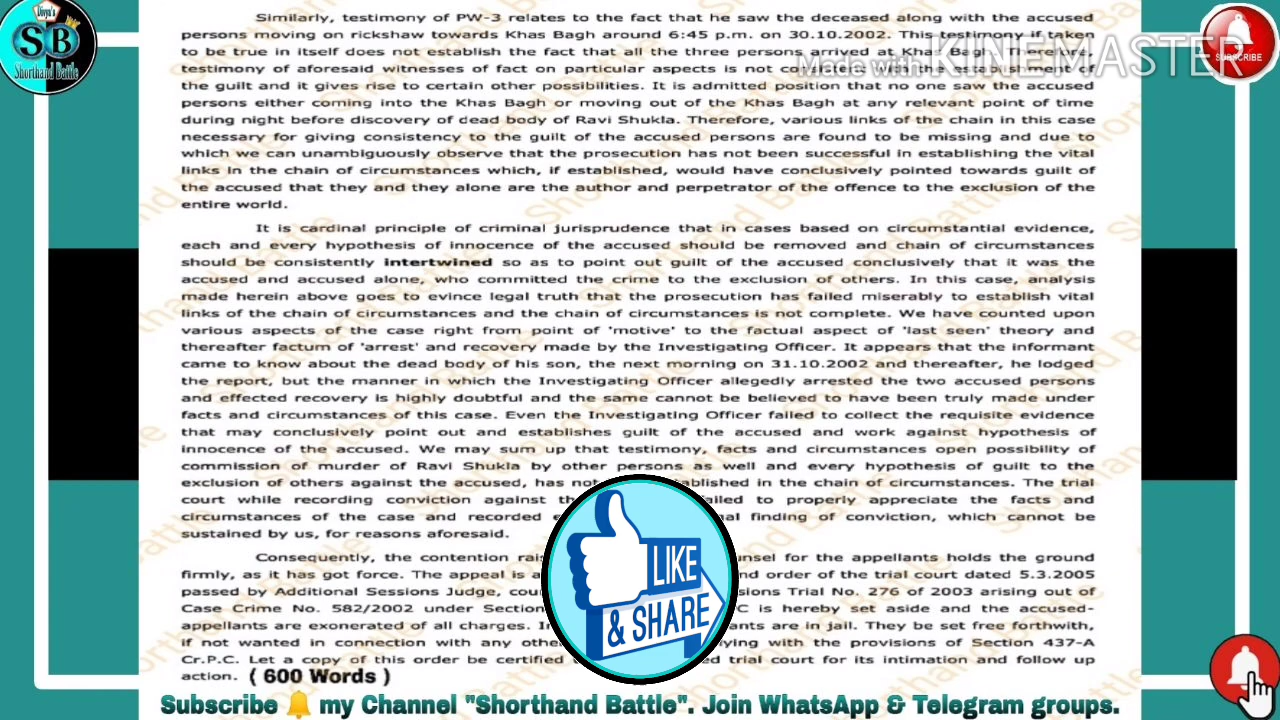 Divya's
SB
Shorthand Battle
SUBSCRIBE
Made with KINEMASTER
Similarly, testimony of PW-3 relates to the fact that he saw the deceased along with the accused
persons moving on rickshaw towards Khas Bagh around 6:45 p.m. on 30.10.2002. This testimony if taken
to be true in itself does not establish the fact that all the three persons arrived at Khas Bagh. Therefore,
testimony of aforesaid witnesses of fact on particular aspects is not consistent with the establishment of
the guilt and it gives rise to certain other possibilities. It is admitted position that no one saw the accused
persons either coming into the Khas Bagh or moving out of the Khas Bagh at any relevant point of time
during night before discovery of dead body of Ravi Shukla. Therefore, various links of the chain in this case
necessary for giving consistency to the guilt of the accused persons are found to be missing and due to
which we can unambiguously observe that the prosecution has not been successful in establishing the vital
links in the chain of circumstances which, if established, would have conclusively pointed towards guilt of
the accused that they and they alone are the author and perpetrator of the offence to the exclusion of the
entire world.
It is cardinal principle of criminal jurisprudence that in cases based on circumstantial evidence,
each and every hypothesis of innocence of the accused should be removed and chain of circumstances
should be consistently intertwined so as to point out guilt of the accused conclusively that it was the
accused and accused alone, who committed the crime to the exclusion of others. In this case, analysis
made herein above goes to evince legal truth that the prosecution has failed miserably to establish vital
links of the chain of circumstances and the chain of circumstances is not complete. We have counted upon
various aspects of the case right from point of 'motive' to the factual aspect of 'last seen' theory and
thereafter factum of 'arrest' and recovery made by the Investigating Officer. It appears that the informant
came to know about the dead body of his son, the next morning on 31.10.2002 and thereafter, he lodged
the report, but the manner in which the Investigating Officer allegedly arrested the two accused persons
and effected recovery is highly doubtful and the same cannot be believed to have been truly made under
facts and circumstances of this case. Even the Investigating Officer failed to collect the requisite evidence
that may conclusively point out and establishes guilt of the accused and work against hypothesis of
innocence of the accused. We may sum up that testimony, facts and circumstances open possibility of
commission of murder of Ravi Shukla by other persons as well and every hypothesis of guilt to the
exclusion of others against the accused, has not established in the chain of circumstances. The trial
court while recording conviction against failed to properly appreciate the facts and
circumstances of the case and recorded finding of conviction, which cannot be
sustained by us, for reasons aforesaid.
Consequently, the contention counsel for the appellants holds the ground
firmly, as it has got force. The appeal is and order of the trial court dated 5.3.2005
passed by Additional Sessions Judge, Sessions Trial No. 276 of 2003 arising out of
Case Crime No. 582/2002 under is hereby set aside and the accused-
appellants are exonerated of all charges. are in jail. They be set free forthwith,
if not wanted in connection with any with the provisions of Section 437-A
Cr.P.C. Let a copy of this order be certified trial court for its intimation and follow up
action. ( 600 Words )
LIKE
& SHARE
Subscribe 🔔 my Channel "Shorthand Battle". Join WhatsApp & Telegram groups.